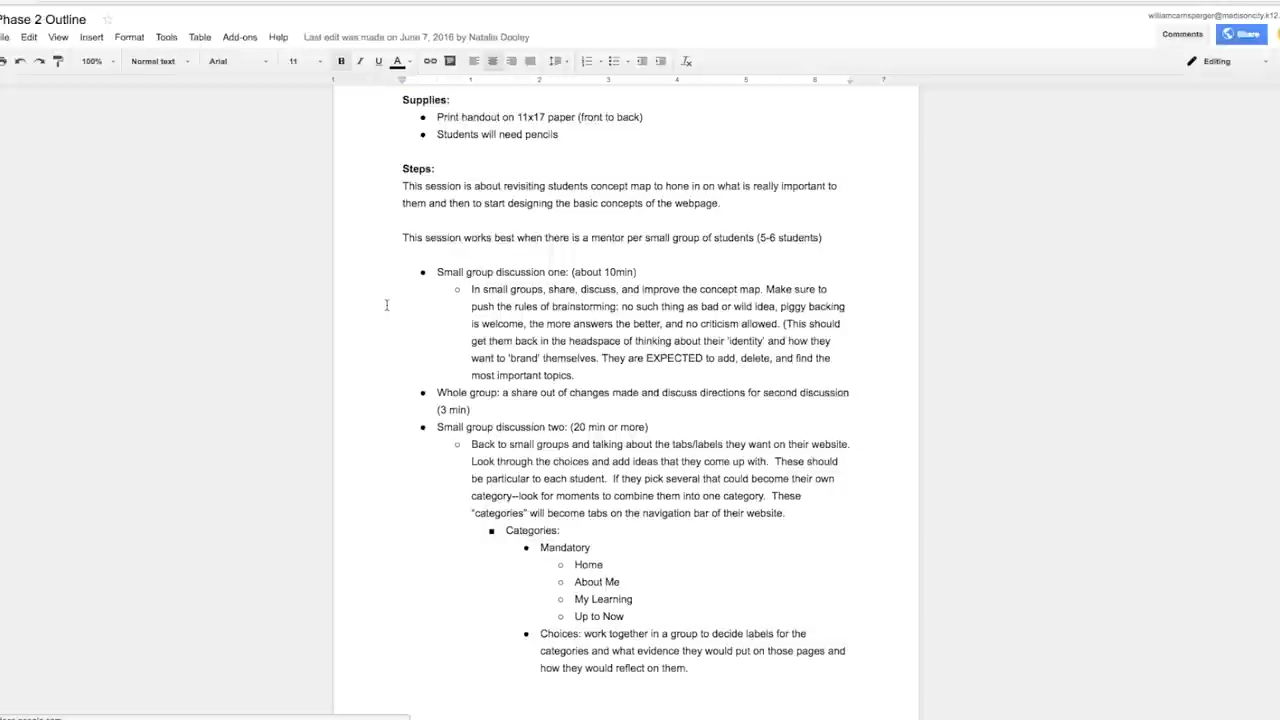 Phase 2 Outline
williamcarnsperger@madisoncity.k12.
File Edit View Insert Format Tools Table Add-ons Help Last edit was made on June 7, 2016 by Natalie Dooley
Comments Share
100% Normal text Arial 11 B I U A Editing
1 1 2 3 4 5 6 7
Supplies:
● Print handout on 11x17 paper (front to back)
● Students will need pencils
Steps:
This session is about revisiting students concept map to hone in on what is really important to
them and then to start designing the basic concepts of the webpage.
This session works best when there is a mentor per small group of students (5-6 students)
● Small group discussion one: (about 10min)
○ In small groups, share, discuss, and improve the concept map. Make sure to
push the rules of brainstorming: no such thing as bad or wild idea, piggy backing
is welcome, the more answers the better, and no criticism allowed. (This should
get them back in the headspace of thinking about their 'identity' and how they
want to 'brand' themselves. They are EXPECTED to add, delete, and find the
most important topics.
● Whole group: a share out of changes made and discuss directions for second discussion
(3 min)
● Small group discussion two: (20 min or more)
○ Back to small groups and talking about the tabs/labels they want on their website.
Look through the choices and add ideas that they come up with. These should
be particular to each student. If they pick several that could become their own
category--look for moments to combine them into one category. These
"categories" will become tabs on the navigation bar of their website.
■ Categories:
● Mandatory
○ Home
○ About Me
○ My Learning
○ Up to Now
● Choices: work together in a group to decide labels for the
categories and what evidence they would put on those pages and
how they would reflect on them.